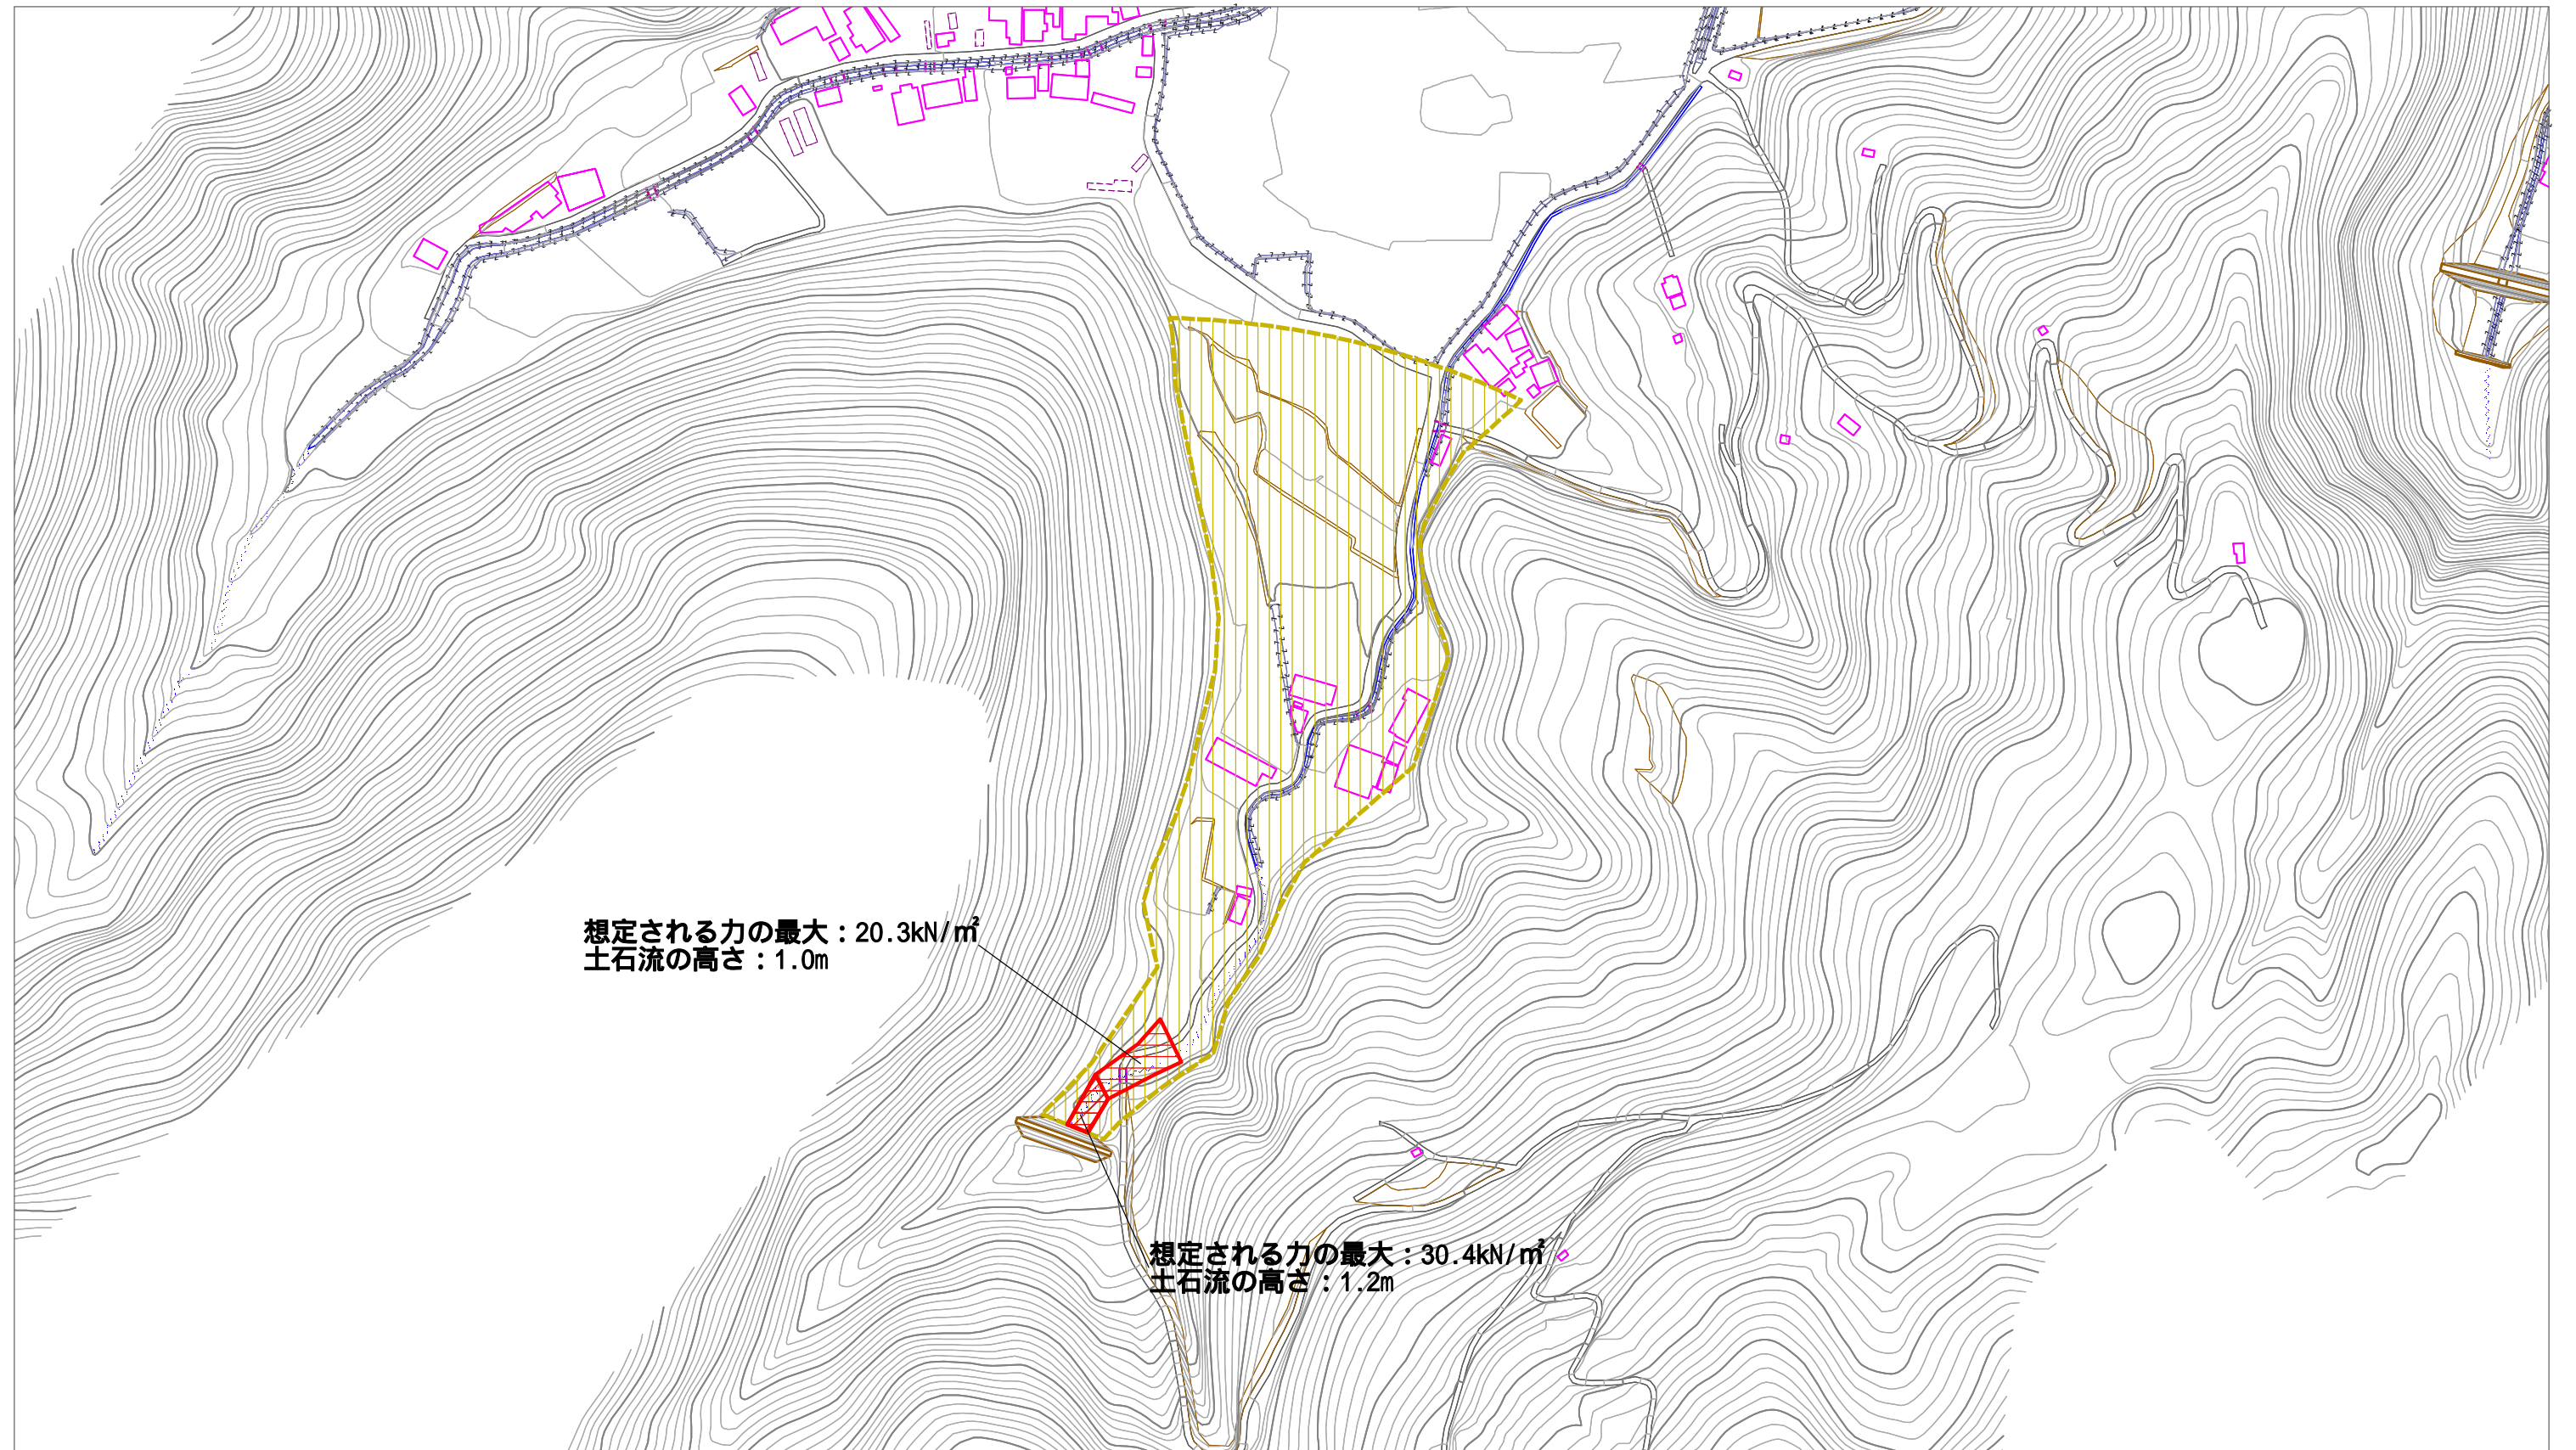 想定される力の最大：20.3kN/㎡
土石流の高さ：1.0m
想定される力の最大：30.4kN/㎡
土石流の高さ：1.2m